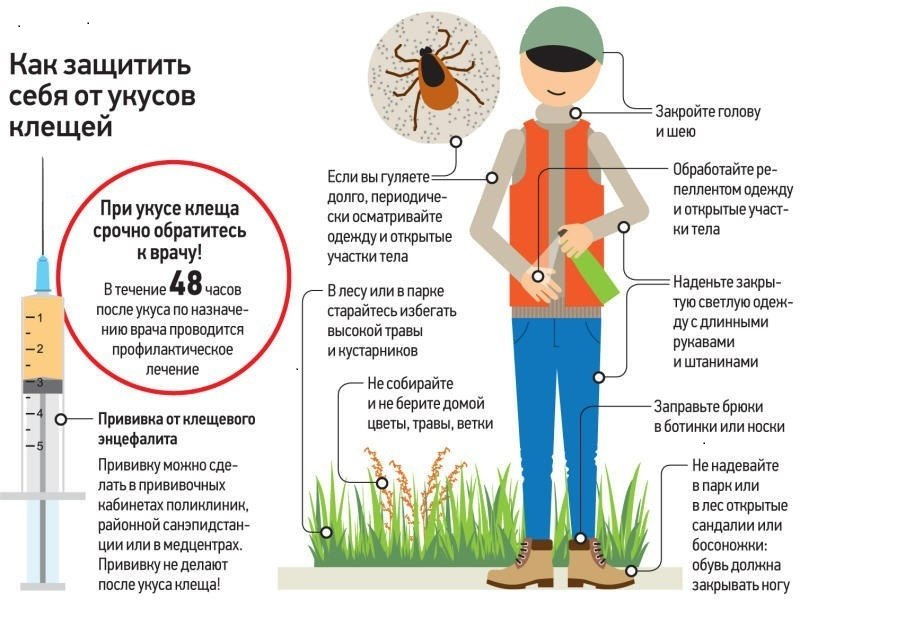 Как защитить
себя от укусов
клещей
При укусе клеща
срочно обратитесь
к врачу!
В течение 48 часов
после укуса по назначе-
нию врача проводится
профилактическое
лечение
1
2
3
4
5
Прививка от клещевого
энцефалита
Прививку можно сде-
лать в прививочных
кабинетах поликлиник,
районной санэпидстан-
ции или в медцентрах.
Прививку не делают
после укуса клеща!
Если вы гуляете
долго, периодиче-
ски осматривайте
одежду и открытые
участки тела
В лесу или в парке
старайтесь избегать
высокой травы
и кустарников
Не собирайте
и не берите домой
цветы, травы, ветки
Закройте голову
и шею
Обработайте ре-
пеллентом одежду
и открытые участ-
ки тела
Наденьте закры-
тую светлую одеж-
ду с длинными
рукавами
и штанинами
Заправьте брюки
в ботинки или носки
Не надевайте
в парк или
в лес открытые
сандалии или
босоножки:
обувь должна
закрывать ногу